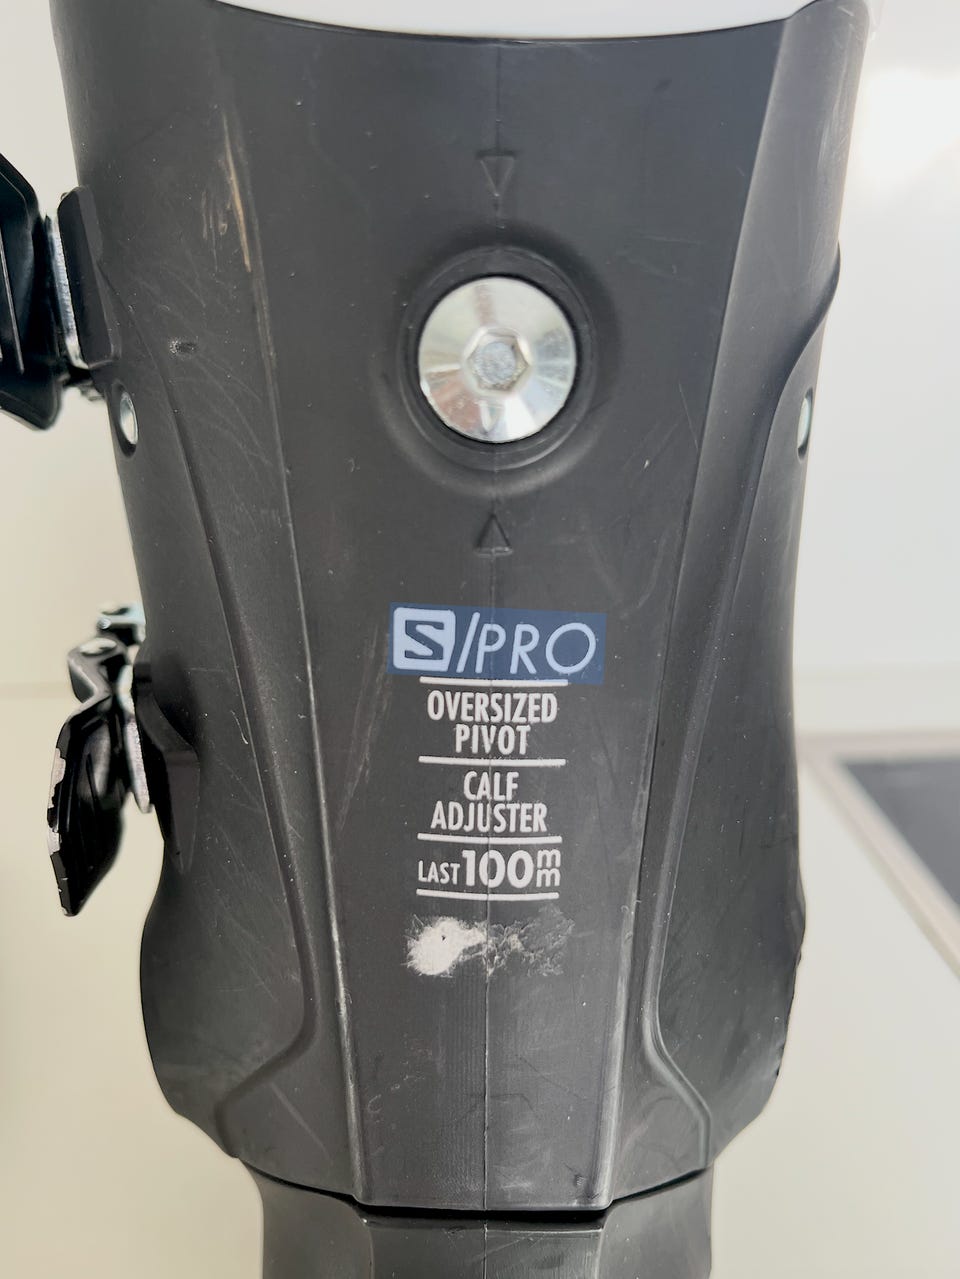 S/PRO
OVERSIZED
PIVOT
CALF
ADJUSTER
LAST 100mm